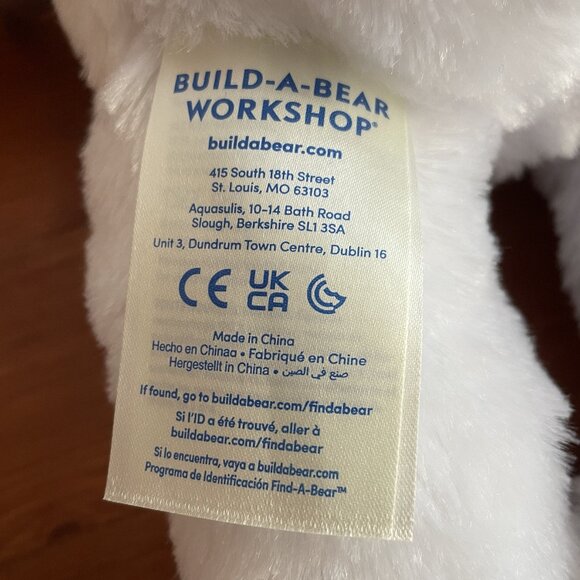 BUILD-A-BEAR
WORKSHOP®
buildabear.com
415 South 18th Street
St. Louis, MO 63103
Aquasulis, 10-14 Bath Road
Slough, Berkshire SL1 3SA
Unit 3, Dundrum Town Centre, Dublin 16
CE UK
CA
Made in China
Hecho en Chinaa • Fabriqué en Chine
Hergestellt in China • صنع في الصين
If found, go to buildabear.com/findabear
Si l'ID a été trouvé, aller à
buildabear.com/findabear
Si lo encuentra, vaya a buildabear.com
Programa de Identificación Find-A-Bear™